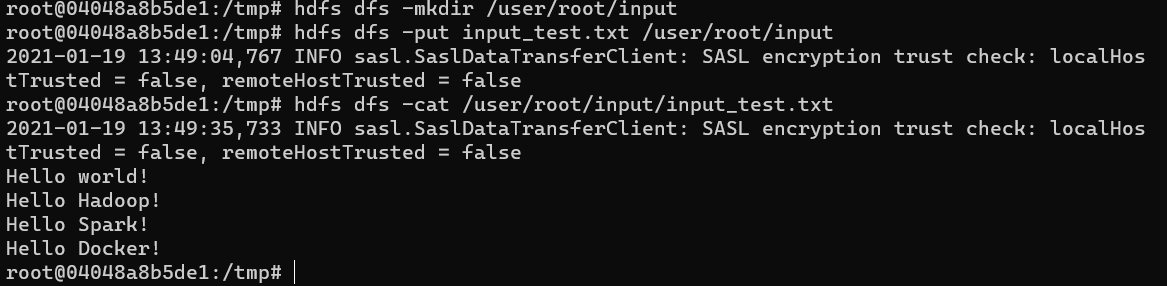 root@04048a8b5de1:/tmp# hdfs dfs -mkdir /user/root/input
root@04048a8b5de1:/tmp# hdfs dfs -put input_test.txt /user/root/input
2021-01-19 13:49:04,767 INFO sasl.SaslDataTransferClient: SASL encryption trust check: localHos
tTrusted = false, remoteHostTrusted = false
root@04048a8b5de1:/tmp# hdfs dfs -cat /user/root/input/input_test.txt
2021-01-19 13:49:35,733 INFO sasl.SaslDataTransferClient: SASL encryption trust check: localHos
tTrusted = false, remoteHostTrusted = false
Hello world!
Hello Hadoop!
Hello Spark!
Hello Docker!
root@04048a8b5de1:/tmp#